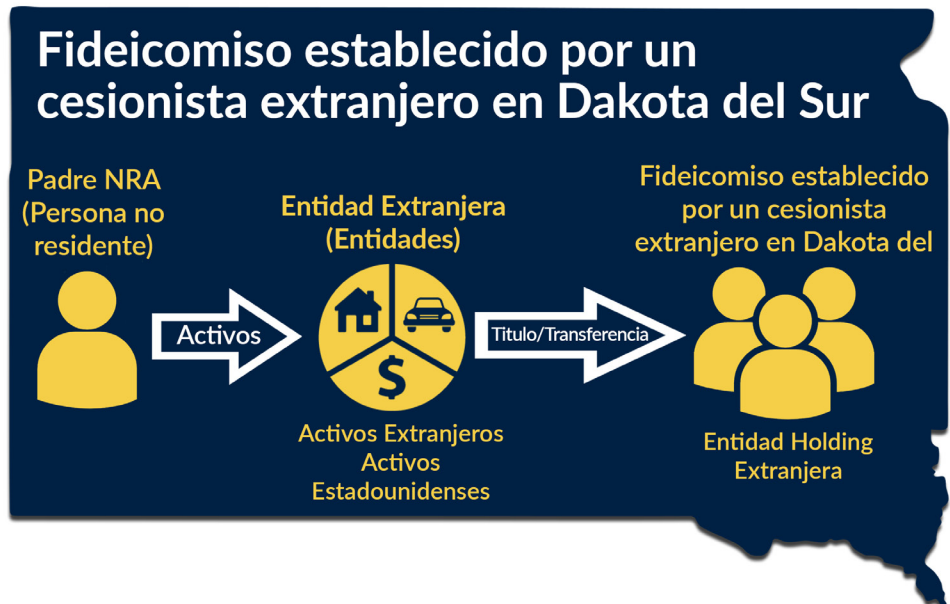 Fideicomiso establecido por un
cesionista extranjero en Dakota del Sur
Padre NRA
(Persona no
residente)
Activos
Entidad Extranjera
(Entidades)
$
Activos Extranjeros
Activos
Estadounidenses
Titulo/Transferencia
Fideicomiso establecido
por un cesionista
extranjero en Dakota del
Entidad Holding
Extranjera